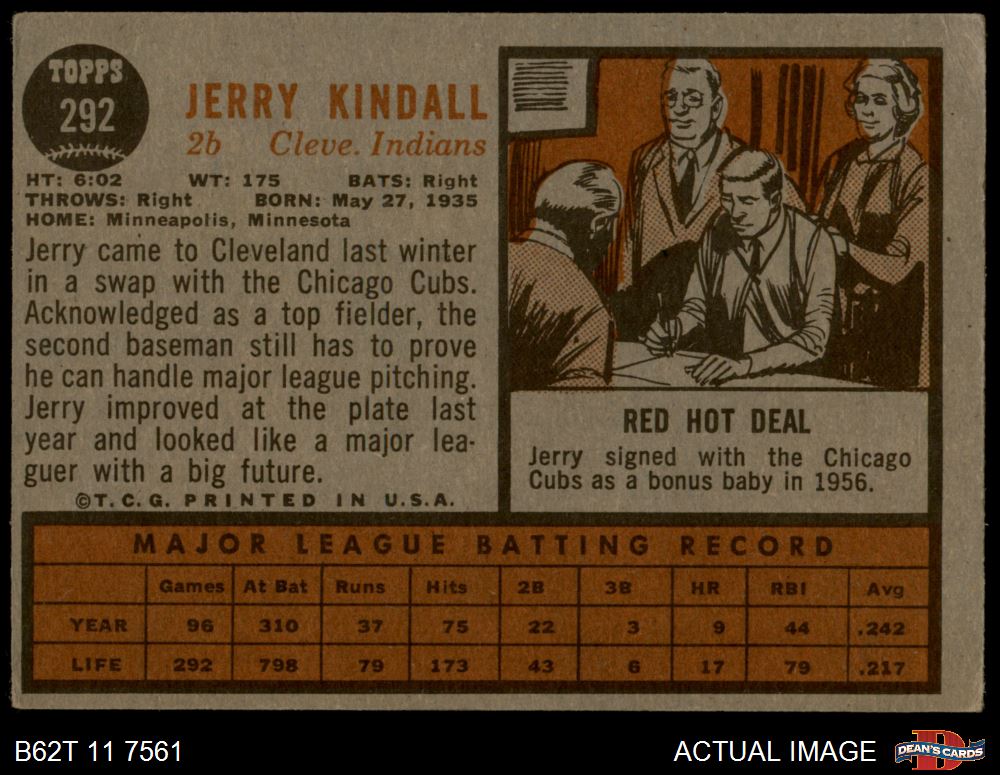 TOPPS
292
JERRY KINDALL
2b Cleve. Indians
HT: 6:02 WT: 175 BATS: Right
THROWS: Right BORN: May 27, 1935
HOME: Minneapolis, Minnesota
Jerry came to Cleveland last winter
in a swap with the Chicago Cubs.
Acknowledged as a top fielder, the
second baseman still has to prove
he can handle major league pitching.
Jerry improved at the plate last
year and looked like a major lea-
guer with a big future.
©T.C.G. PRINTED IN U.S.A.
RED HOT DEAL
Jerry signed with the Chicago
Cubs as a bonus baby in 1956.
MAJOR LEAGUE BATTING RECORD
Games At Bat Runs Hits 2B 3B HR RBI Avg
YEAR 96 310 37 75 22 3 9 44 .242
LIFE 292 798 79 173 43 6 17 79 .217
B62T 11 7561
ACTUAL IMAGE
D
DEAN'S CARDS